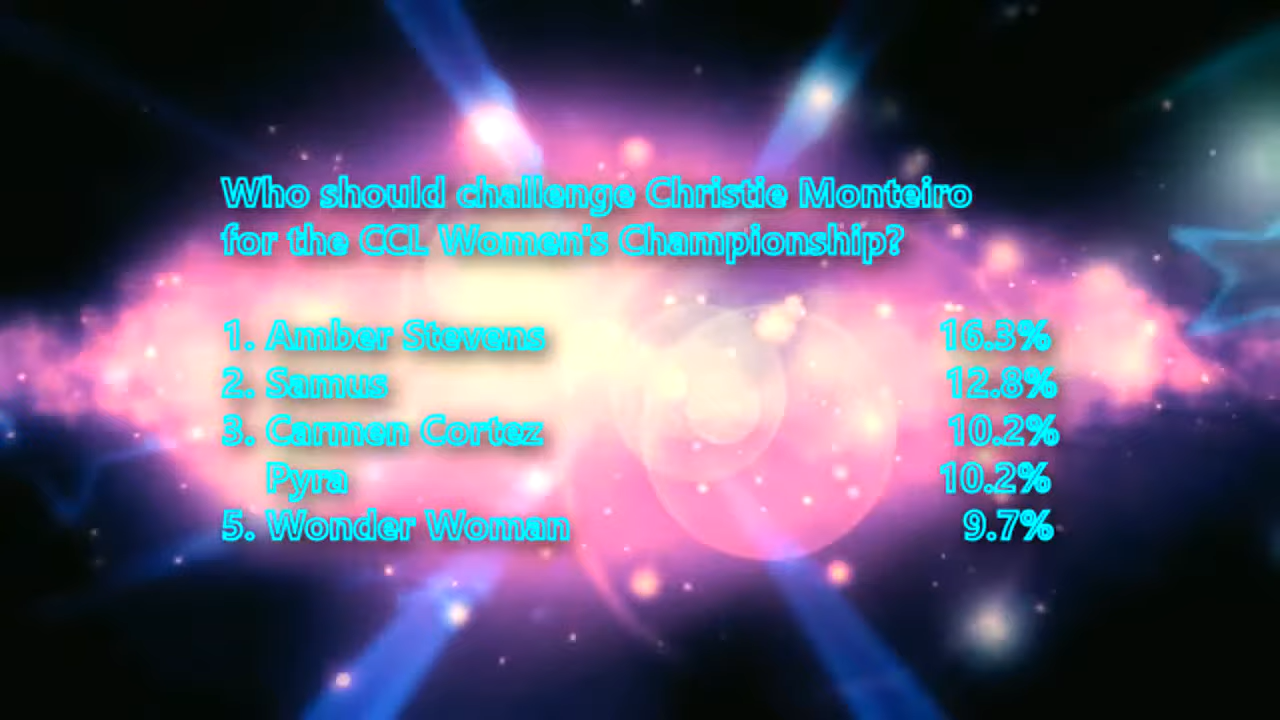 Who should challenge Christie Monteiro
for the CCL Women's Championship?
1. Amber Stevens 16.3%
2. Samus 12.8%
3. Carmen Cortez 10.2%
Pyra 10.2%
5. Wonder Woman 9.7%